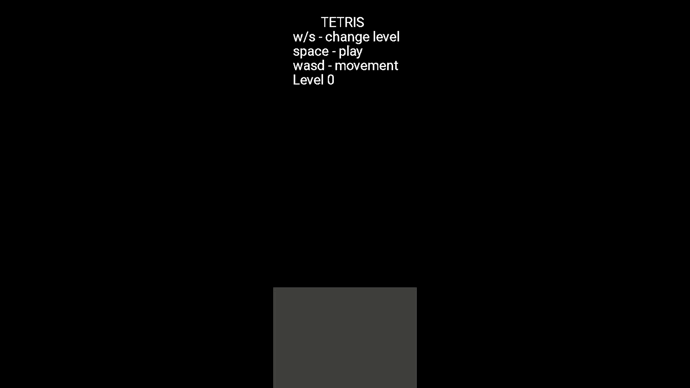 TETRIS
w/s - change level
space - play
wasd - movement
Level 0